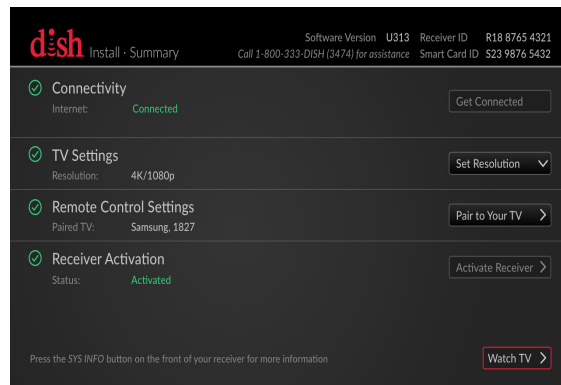 dish Install · Summary
Software Version U313 Receiver ID R18 8765 4321
Call 1-800-333-DISH (3474) for assistance Smart Card ID S23 9876 5432
Connectivity
Internet: Connected
Get Connected
TV Settings
Resolution: 4K/1080p
Set Resolution
Remote Control Settings
Paired TV: Samsung, 1827
Pair to Your TV
Receiver Activation
Status: Activated
Activate Receiver
Press the SYS INFO button on the front of your receiver for more information
Watch TV